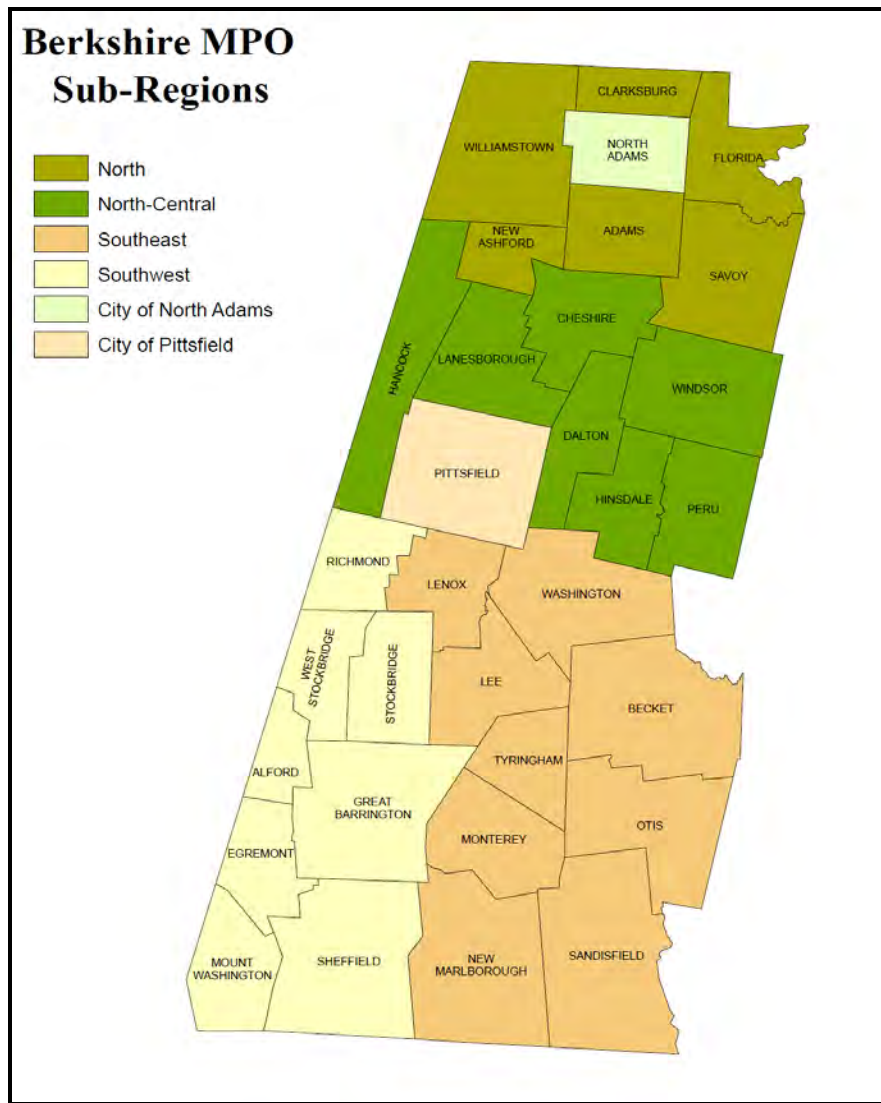 Berkshire MPO
Sub-Regions
North
North-Central
Southeast
Southwest
City of North Adams
City of Pittsfield
CLARKSBURG
WILLIAMSTOWN
NORTH
ADAMS
FLORIDA
NEW
ASHFORD
ADAMS
SAVOY
CHESHIRE
HANCOCK
LANESBOROUGH
WINDSOR
DALTON
PITTSFIELD
HINSDALE
PERU
RICHMOND
LENOX
WASHINGTON
WEST
STOCKBRIDGE
STOCKBRIDGE
LEE
BECKET
TYRINGHAM
ALFORD
GREAT
BARRINGTON
OTIS
MONTEREY
EGREMONT
MOUNT
WASHINGTON
SHEFFIELD
NEW
MARLBOROUGH
SANDISFIELD